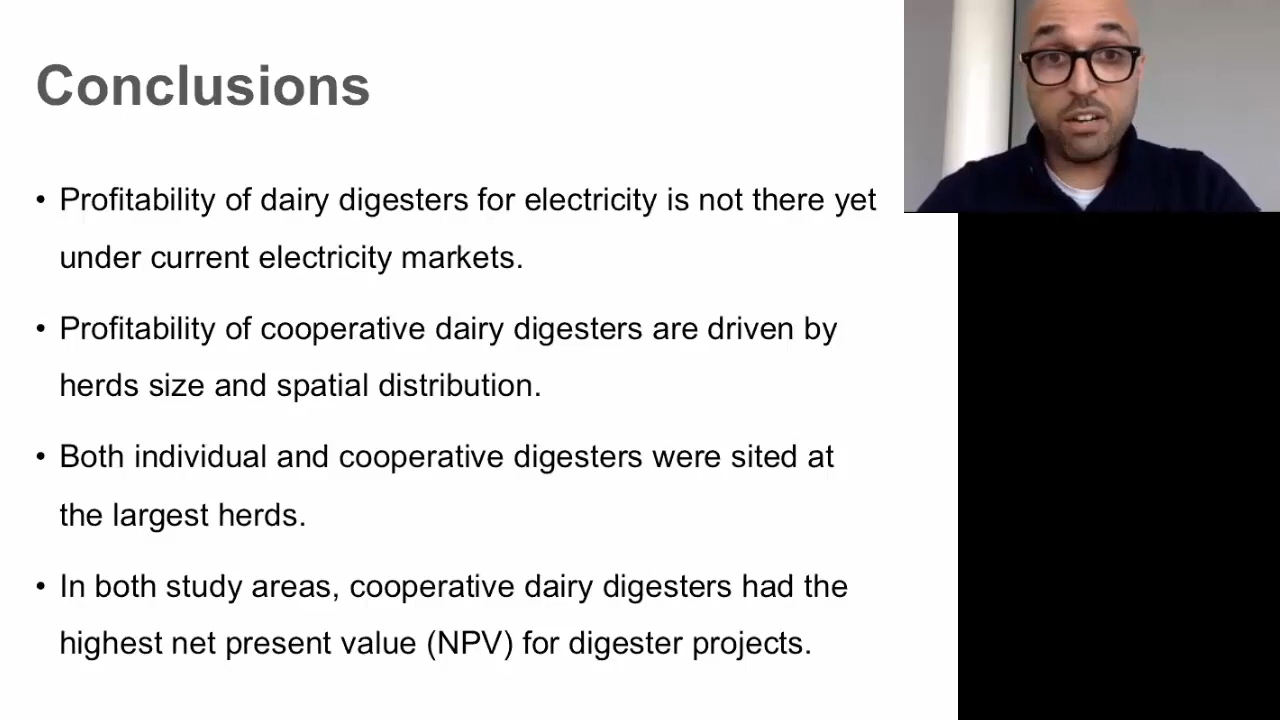 Conclusions
• Profitability of dairy digesters for electricity is not there yet
under current electricity markets.
• Profitability of cooperative dairy digesters are driven by
herds size and spatial distribution.
• Both individual and cooperative digesters were sited at
the largest herds.
• In both study areas, cooperative dairy digesters had the
highest net present value (NPV) for digester projects.